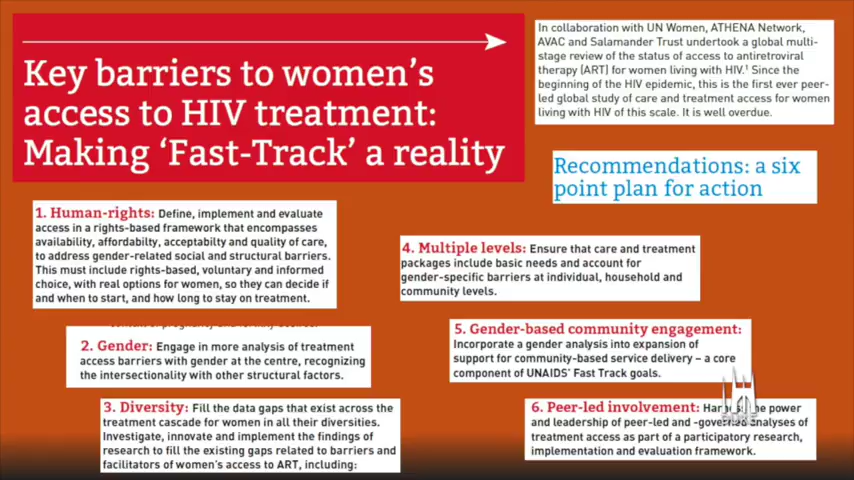 Key barriers to women's
access to HIV treatment:
Making 'Fast-Track' a reality
In collaboration with UN Women, ATHENA Network,
AVAC and Salamander Trust undertook a global multi-
stage review of the status of access to antiretroviral
therapy (ART) for women living with HIV.¹ Since the
beginning of the HIV epidemic, this is the first ever peer-
led global study of care and treatment access for women
living with HIV of this scale. It is well overdue.
Recommendations: a six
point plan for action
1. Human-rights: Define, implement and evaluate
access in a rights-based framework that encompasses
availability, affordabilty, acceptabilty and quality of care,
to address gender-related social and structural barriers.
This must include rights-based, voluntary and informed
choice, with real options for women, so they can decide if
and when to start, and how long to stay on treatment.
2. Gender: Engage in more analysis of treatment
access barriers with gender at the centre, recognizing
the intersectionality with other structural factors.
3. Diversity: Fill the data gaps that exist across the
treatment cascade for women in all their diversities.
Investigate, innovate and implement the findings of
research to fill the existing gaps related to barriers and
facilitators of women's access to ART, including:
4. Multiple levels: Ensure that care and treatment
packages include basic needs and account for
gender-specific barriers at individual, household and
community levels.
5. Gender-based community engagement:
Incorporate a gender analysis into expansion of
support for community-based service delivery – a core
component of UNAIDS' Fast Track goals.
6. Peer-led involvement: Harness the power
and leadership of peer-led and -governed analyses of
treatment access as part of a participatory research,
implementation and evaluation framework.